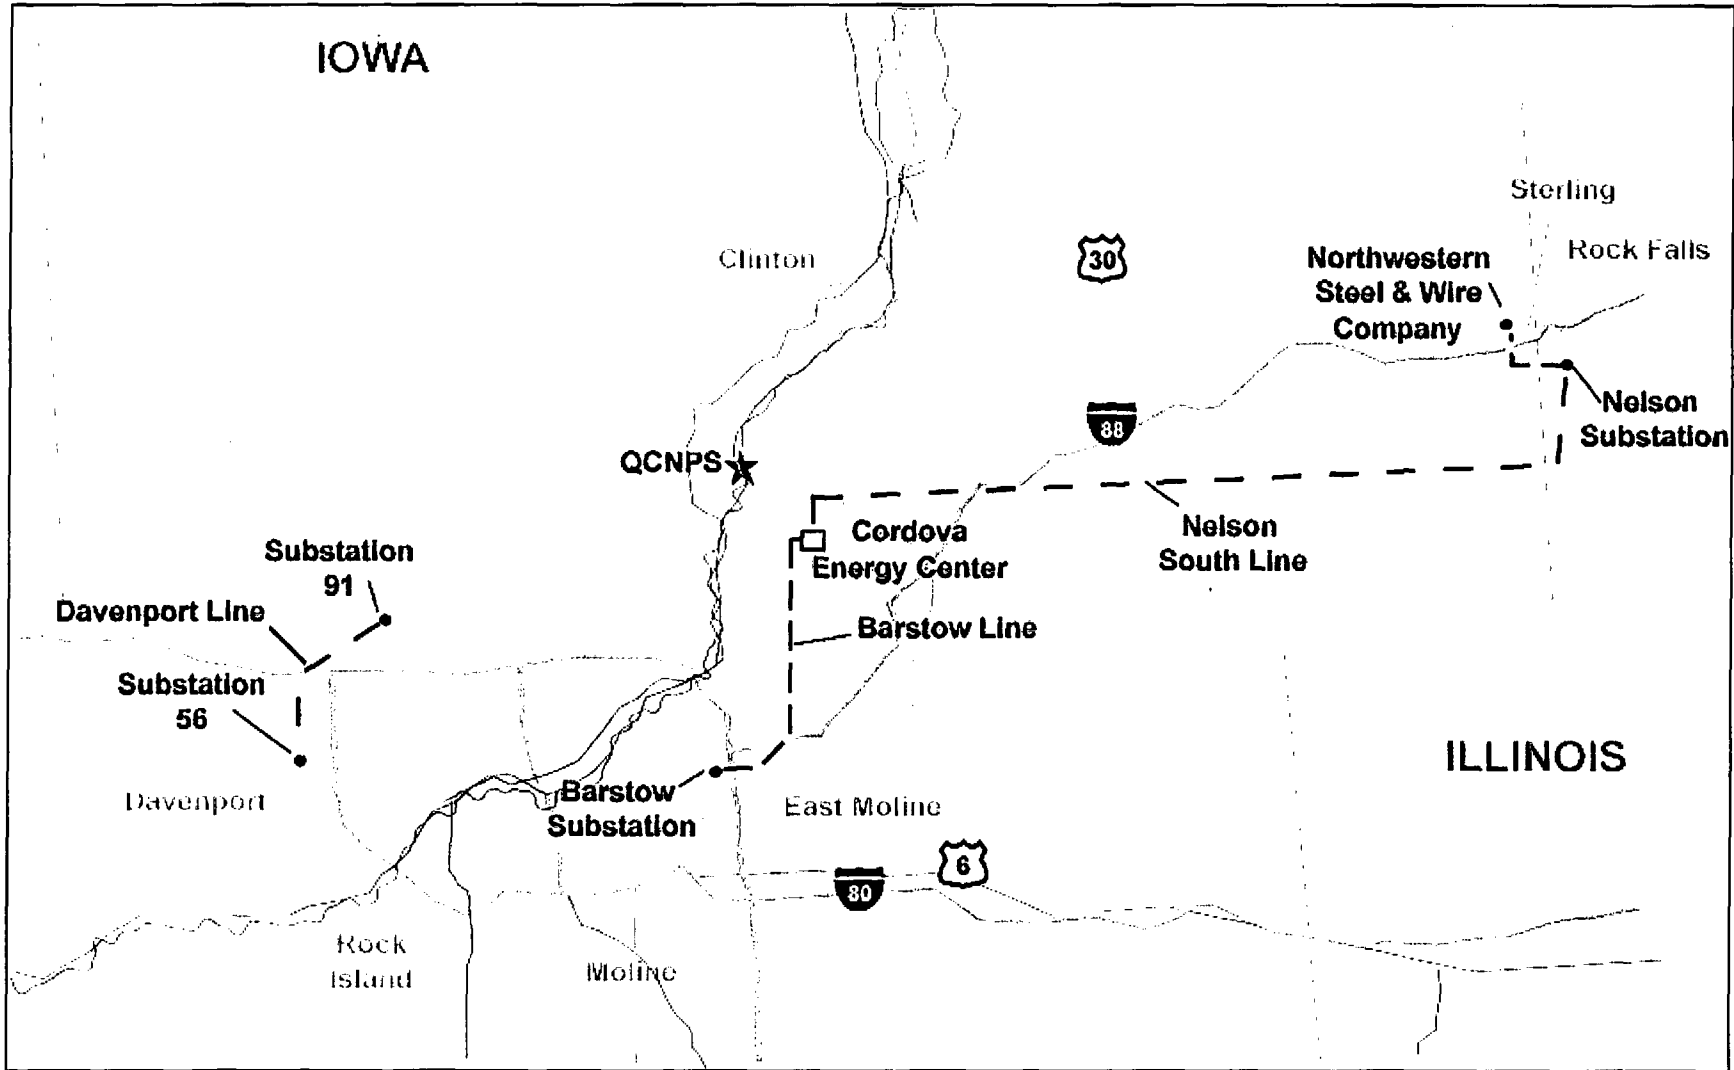 IOWA
Sterling
Clinton
30
Northwestern
Steel & Wire
Company
Rock Falls
88
Nelson
Substation
QCNPS
Cordova
Energy Center
Nelson
South Line
Substation
91
Davenport Line
Barstow Line
Substation
56
ILLINOIS
Davenport
Barstow
Substation
East Moline
6
80
Rock
Island
Moline